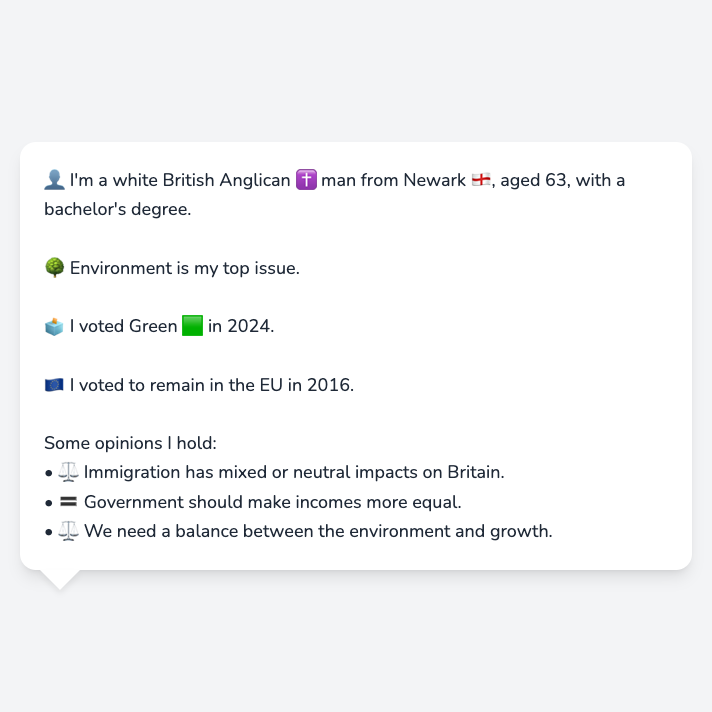 👤 I'm a white British Anglican ✝️ man from Newark 🏴󠁧󠁢󠁥󠁮󠁧󠁿, aged 63, with a
bachelor's degree.
🌳 Environment is my top issue.
🗳️ I voted Green 🟩 in 2024.
🇪🇺 I voted to remain in the EU in 2016.
Some opinions I hold:
• ⚖️ Immigration has mixed or neutral impacts on Britain.
• 🟰 Government should make incomes more equal.
• ⚖️ We need a balance between the environment and growth.